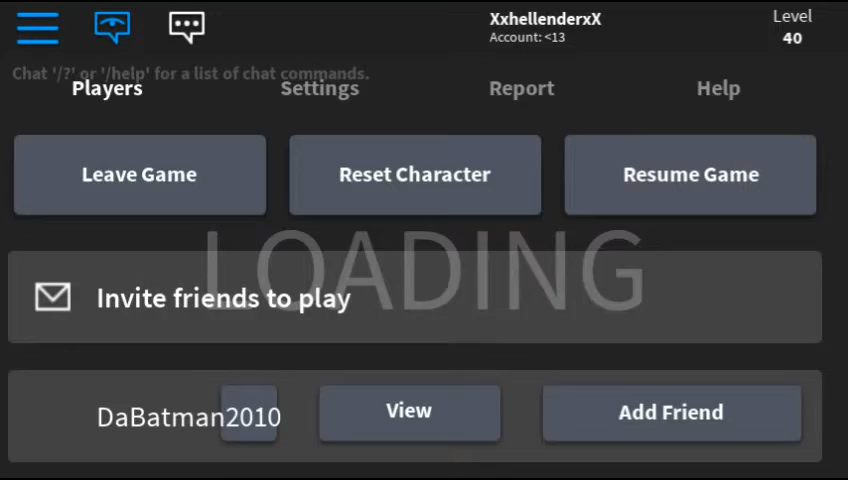 XxhellenderxX
Account: <13
Level
40
Chat '/?' or '/help' for a list of chat commands.
Players
Settings
Report
Help
Leave Game
Reset Character
Resume Game
LOADING
Invite friends to play
DaBatman2010
View
Add Friend